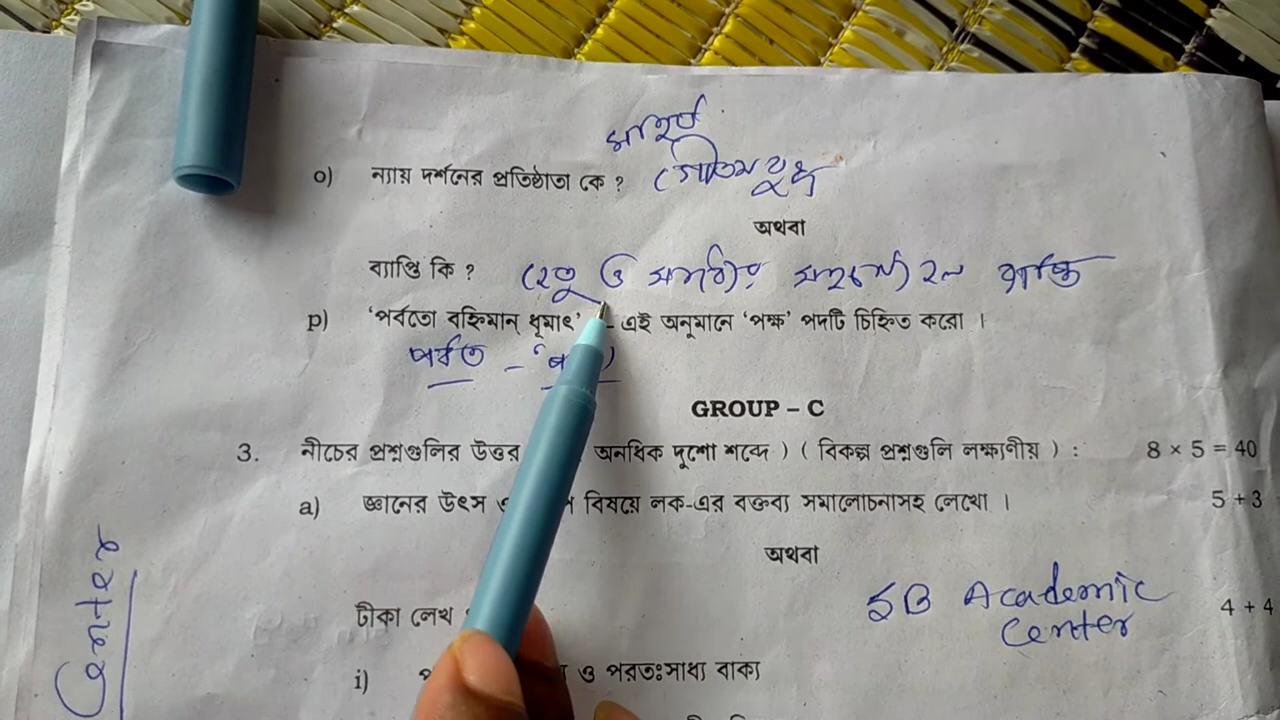 মহর্ষি
o) ন্যায় দর্শনের প্রতিষ্ঠাতা কে ? গৌতম বুদ্ধ
অথবা
ব্যাপ্তি কি ? হেতু ও সাধ্যের হল ব্যাপ্তি
p) ‘পর্বতো বহ্নিমান্ ধূমাৎ’ – এই অনুমানে ‘পক্ষ’ পদটি চিহ্নিত করো ।
পর্বত –
GROUP – C
3. নীচের প্রশ্নগুলির উত্তর অনধিক দুশো শব্দে ) ( বিকল্প প্রশ্নগুলি লক্ষ্যণীয় ) : 8 × 5 = 40
a) জ্ঞানের উৎস বিষয়ে লক-এর বক্তব্য সমালোচনাসহ লেখো । 5 + 3
অথবা
টীকা লেখ 4 + 4
SB Academic
Center
i) ও পরতঃসাধ্য বাক্য
Center